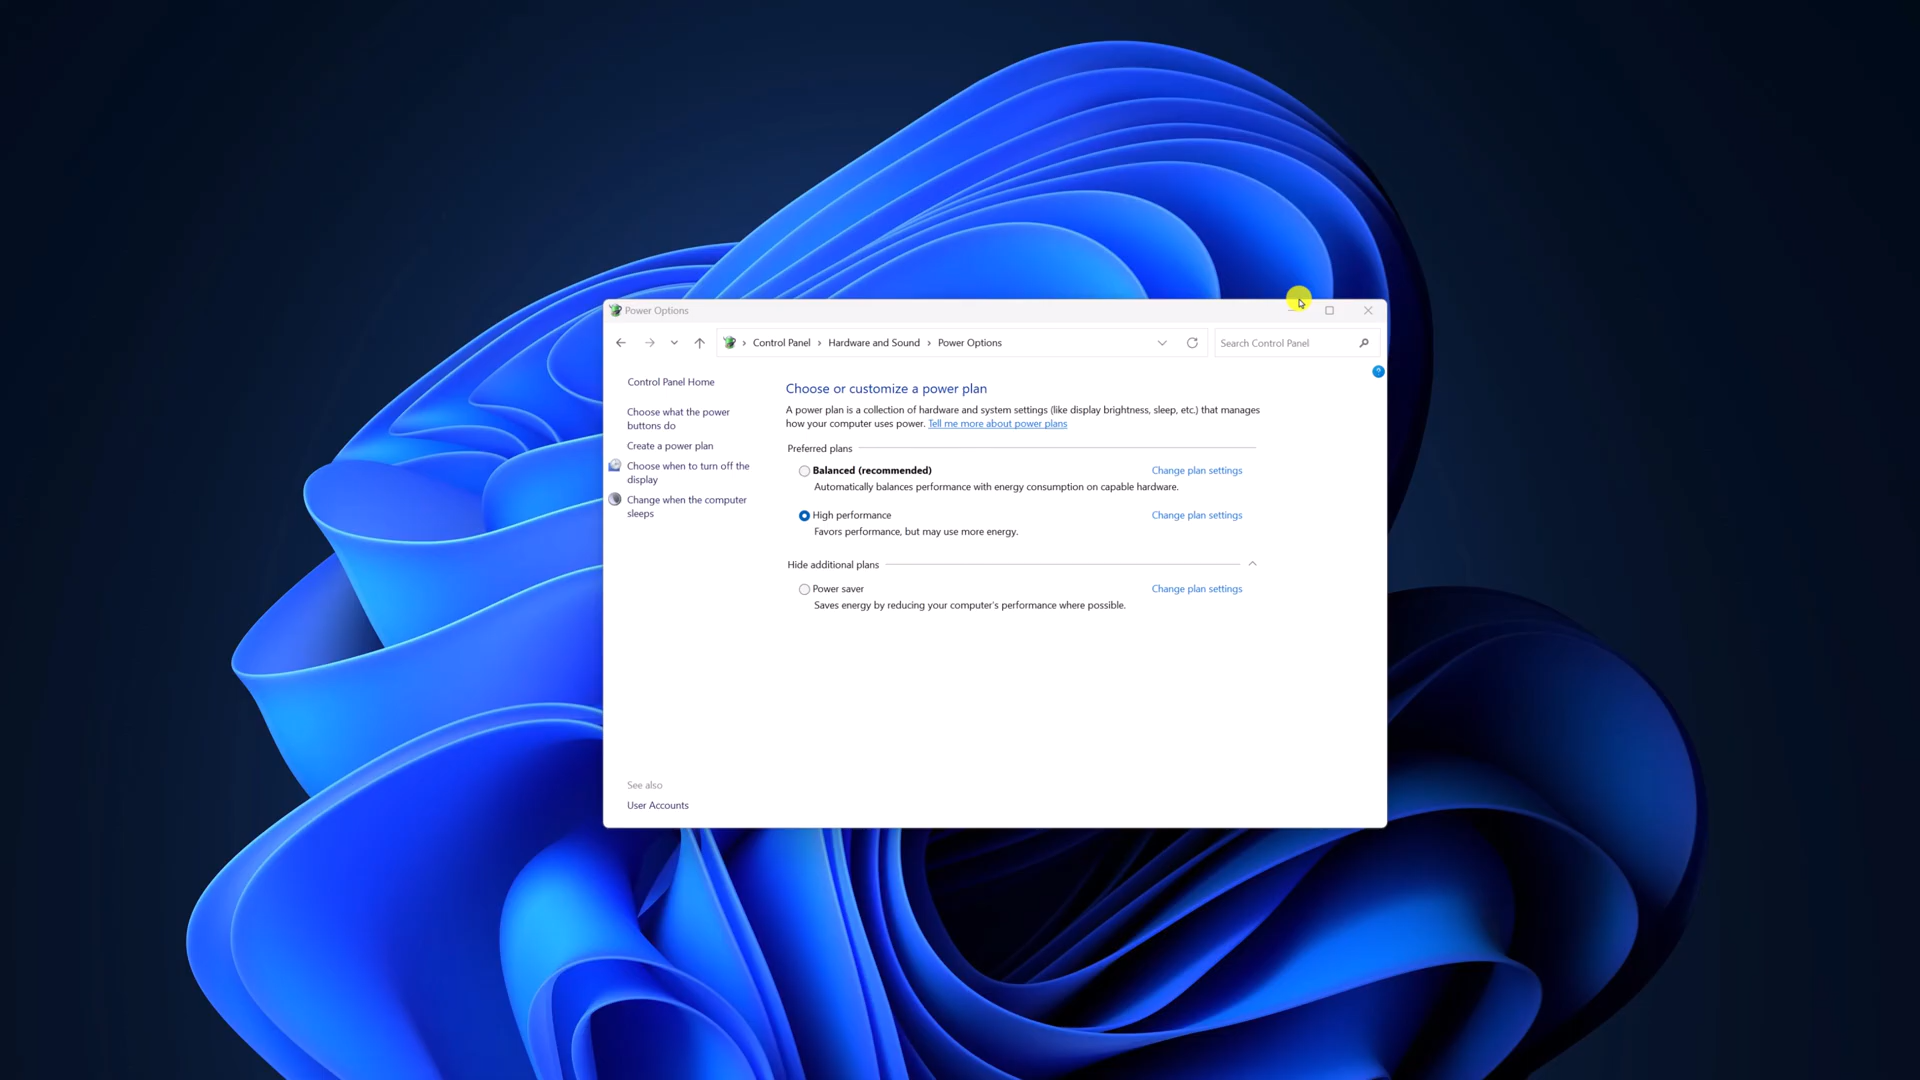 Power Options
Control Panel > Hardware and Sound > Power Options
Search Control Panel
?
Control Panel Home
Choose what the power
buttons do
Create a power plan
Choose when to turn off the
display
Change when the computer
sleeps
Choose or customize a power plan
A power plan is a collection of hardware and system settings (like display brightness, sleep, etc.) that manages
how your computer uses power. Tell me more about power plans
Preferred plans
Balanced (recommended) Change plan settings
Automatically balances performance with energy consumption on capable hardware.
High performance Change plan settings
Favors performance, but may use more energy.
Hide additional plans
Power saver Change plan settings
Saves energy by reducing your computer's performance where possible.
See also
User Accounts